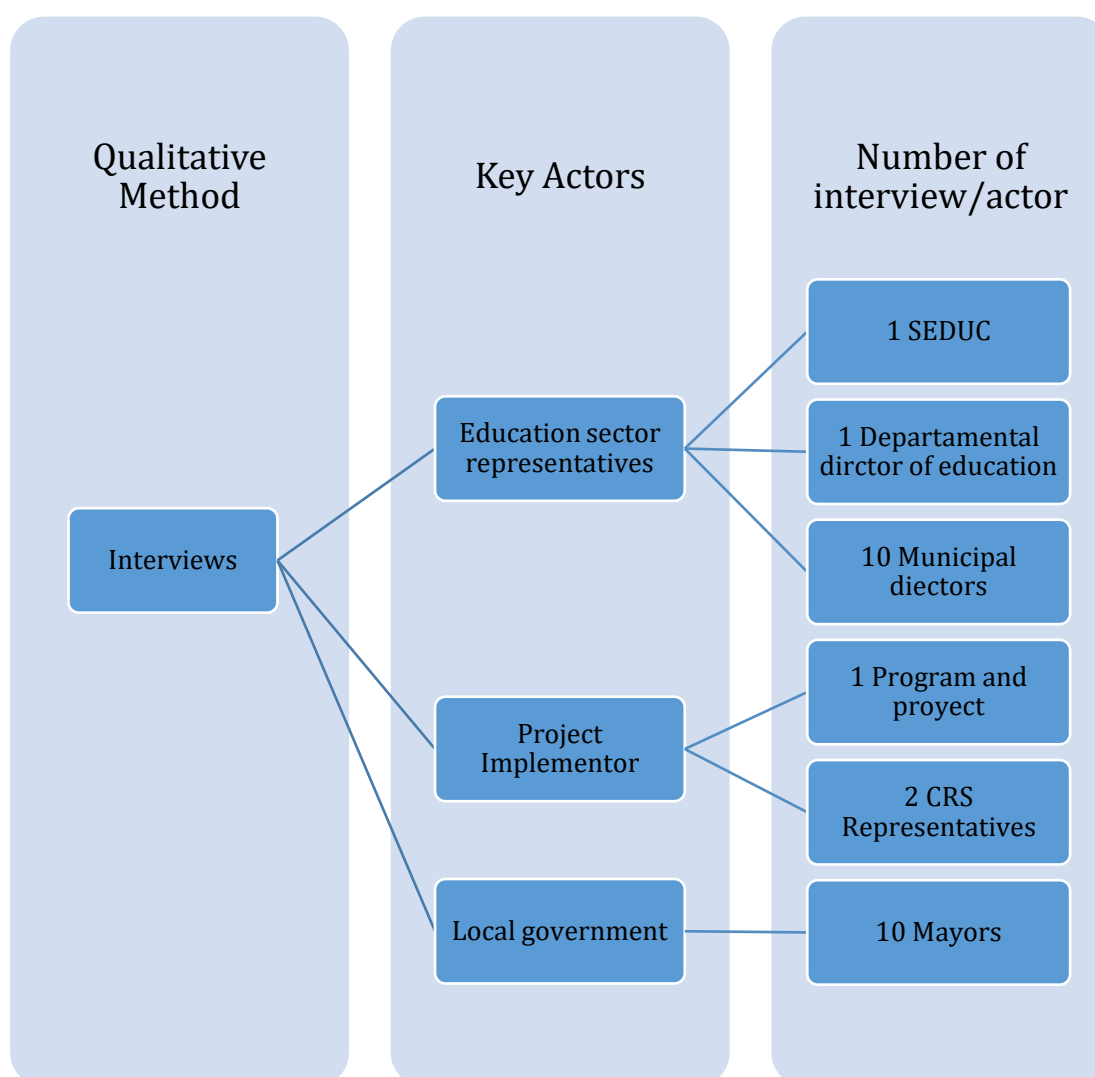 Qualitative
Method
Key Actors
Number of
interview/actor
Interviews
Education sector
representatives
Project
Implementor
Local government
1 SEDUC
1 Departamental
dirctor of education
10 Municipal
diectors
1 Program and
proyect
2 CRS
Representatives
10 Mayors